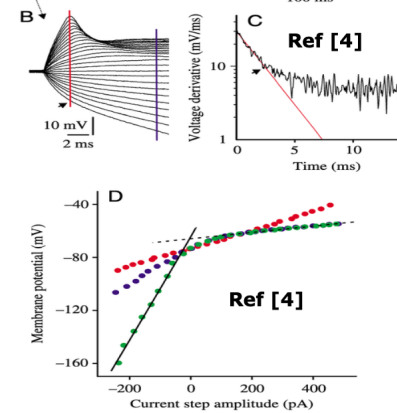 100 ms
B
10 mV
2 ms
C
Ref [4]
Voltage derivative (mV/ms)
10
1
0
5
10
Time (ms)
D
Ref [4]
Membrane potential (mV)
−40
−80
−120
−160
−200
0
200
400
Current step amplitude (pA)